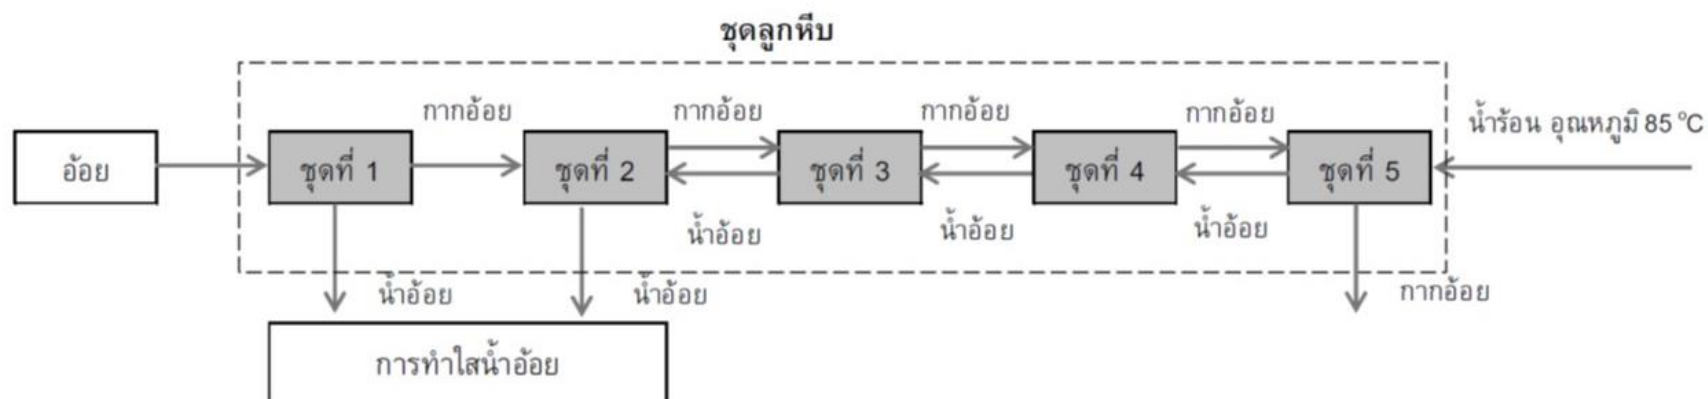 ชุดลูกหีบ
กากอ้อย
กากอ้อย
กากอ้อย
กากอ้อย
น้ำร้อน อุณหภูมิ 85 °C
อ้อย
ชุดที่ 1
ชุดที่ 2
ชุดที่ 3
ชุดที่ 4
ชุดที่ 5
น้ำอ้อย
น้ำอ้อย
น้ำอ้อย
น้ำอ้อย
น้ำอ้อย
กากอ้อย
การทำใสน้ำอ้อย